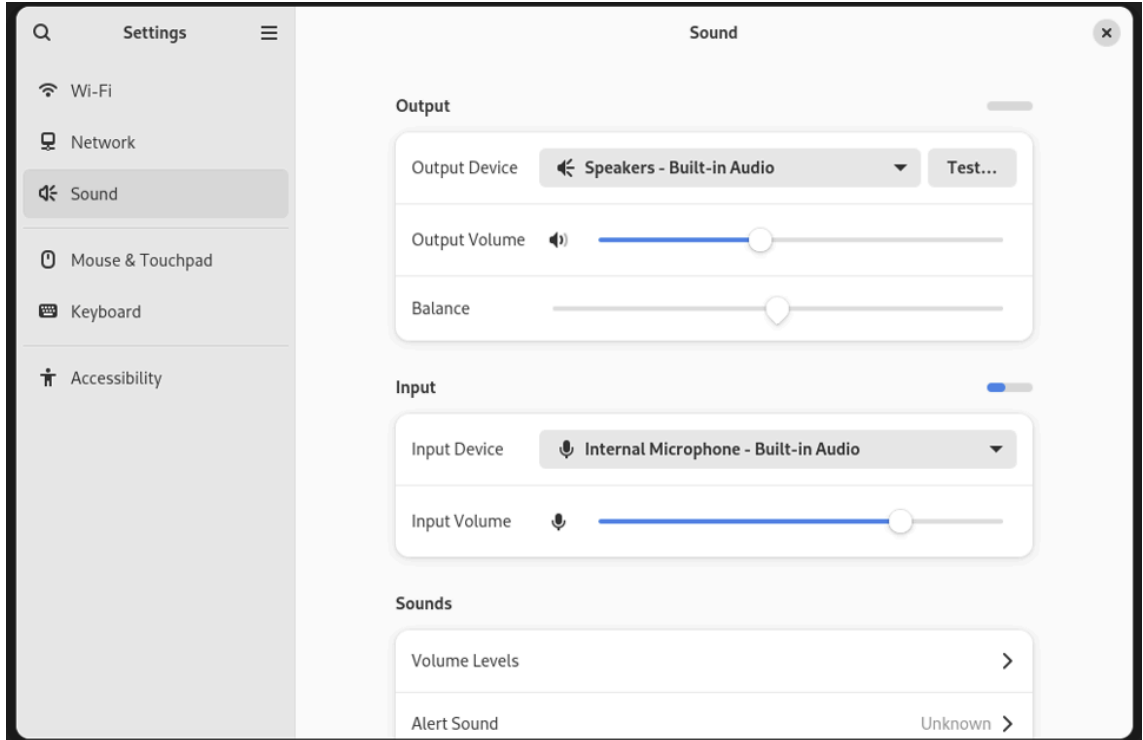 Settings
Sound
Wi-Fi
Network
Sound
Mouse & Touchpad
Keyboard
Accessibility
Output
Output Device
Speakers - Built-in Audio
Test...
Output Volume
Balance
Input
Input Device
Internal Microphone - Built-in Audio
Input Volume
Sounds
Volume Levels
Alert Sound
Unknown